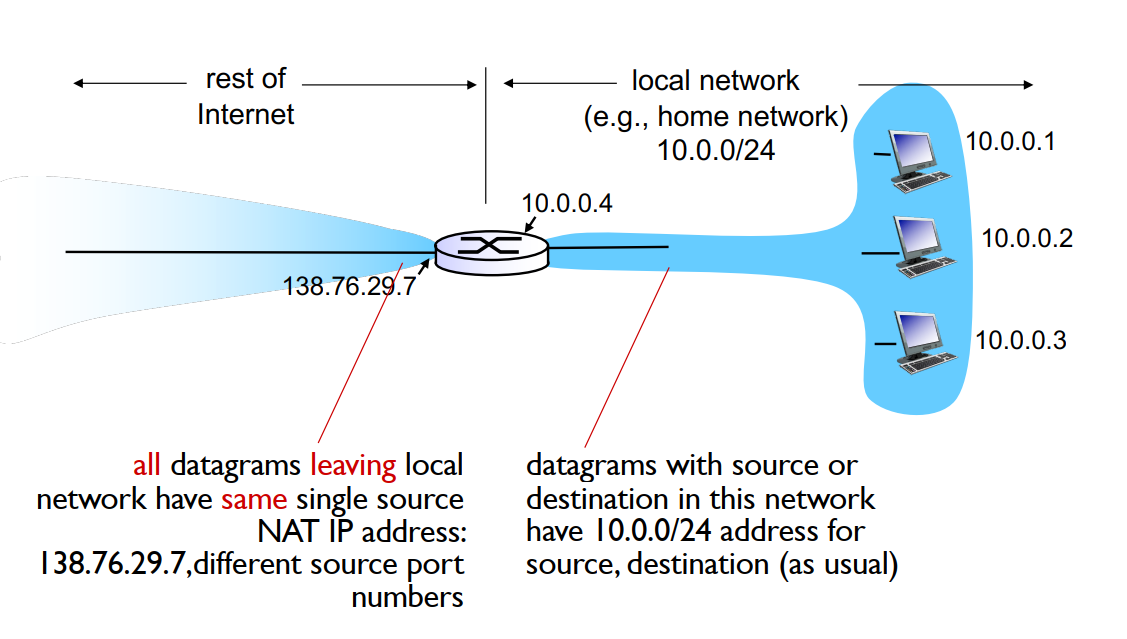 rest of
Internet
local network
(e.g., home network)
10.0.0/24
10.0.0.1
10.0.0.4
10.0.0.2
138.76.29.7
10.0.0.3
all datagrams leaving local
network have same single source
NAT IP address:
138.76.29.7,different source port
numbers
datagrams with source or
destination in this network
have 10.0.0/24 address for
source, destination (as usual)